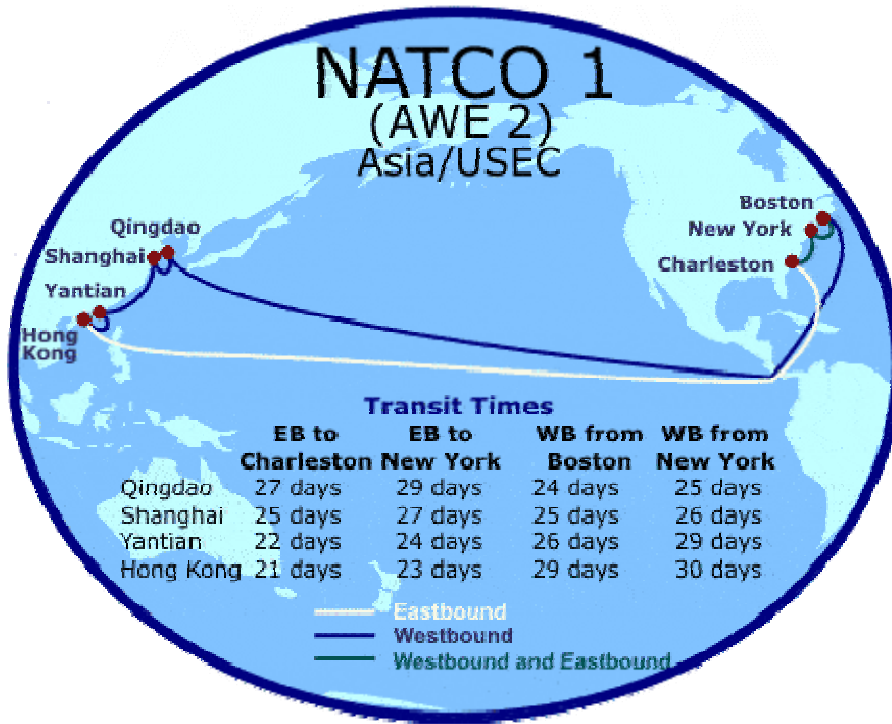 NATCO 1
(AWE 2)
Asia/USEC
Boston
New York
Charleston
Qingdao
Shanghai
Yantian
Hong
Kong
Transit Times
EB to EB to WB from WB from
Charleston New York Boston New York
Qingdao 27 days 29 days 24 days 25 days
Shanghai 25 days 27 days 25 days 26 days
Yantian 22 days 24 days 26 days 29 days
Hong Kong 21 days 23 days 29 days 30 days
Eastbound
Westbound
Westbound and Eastbound